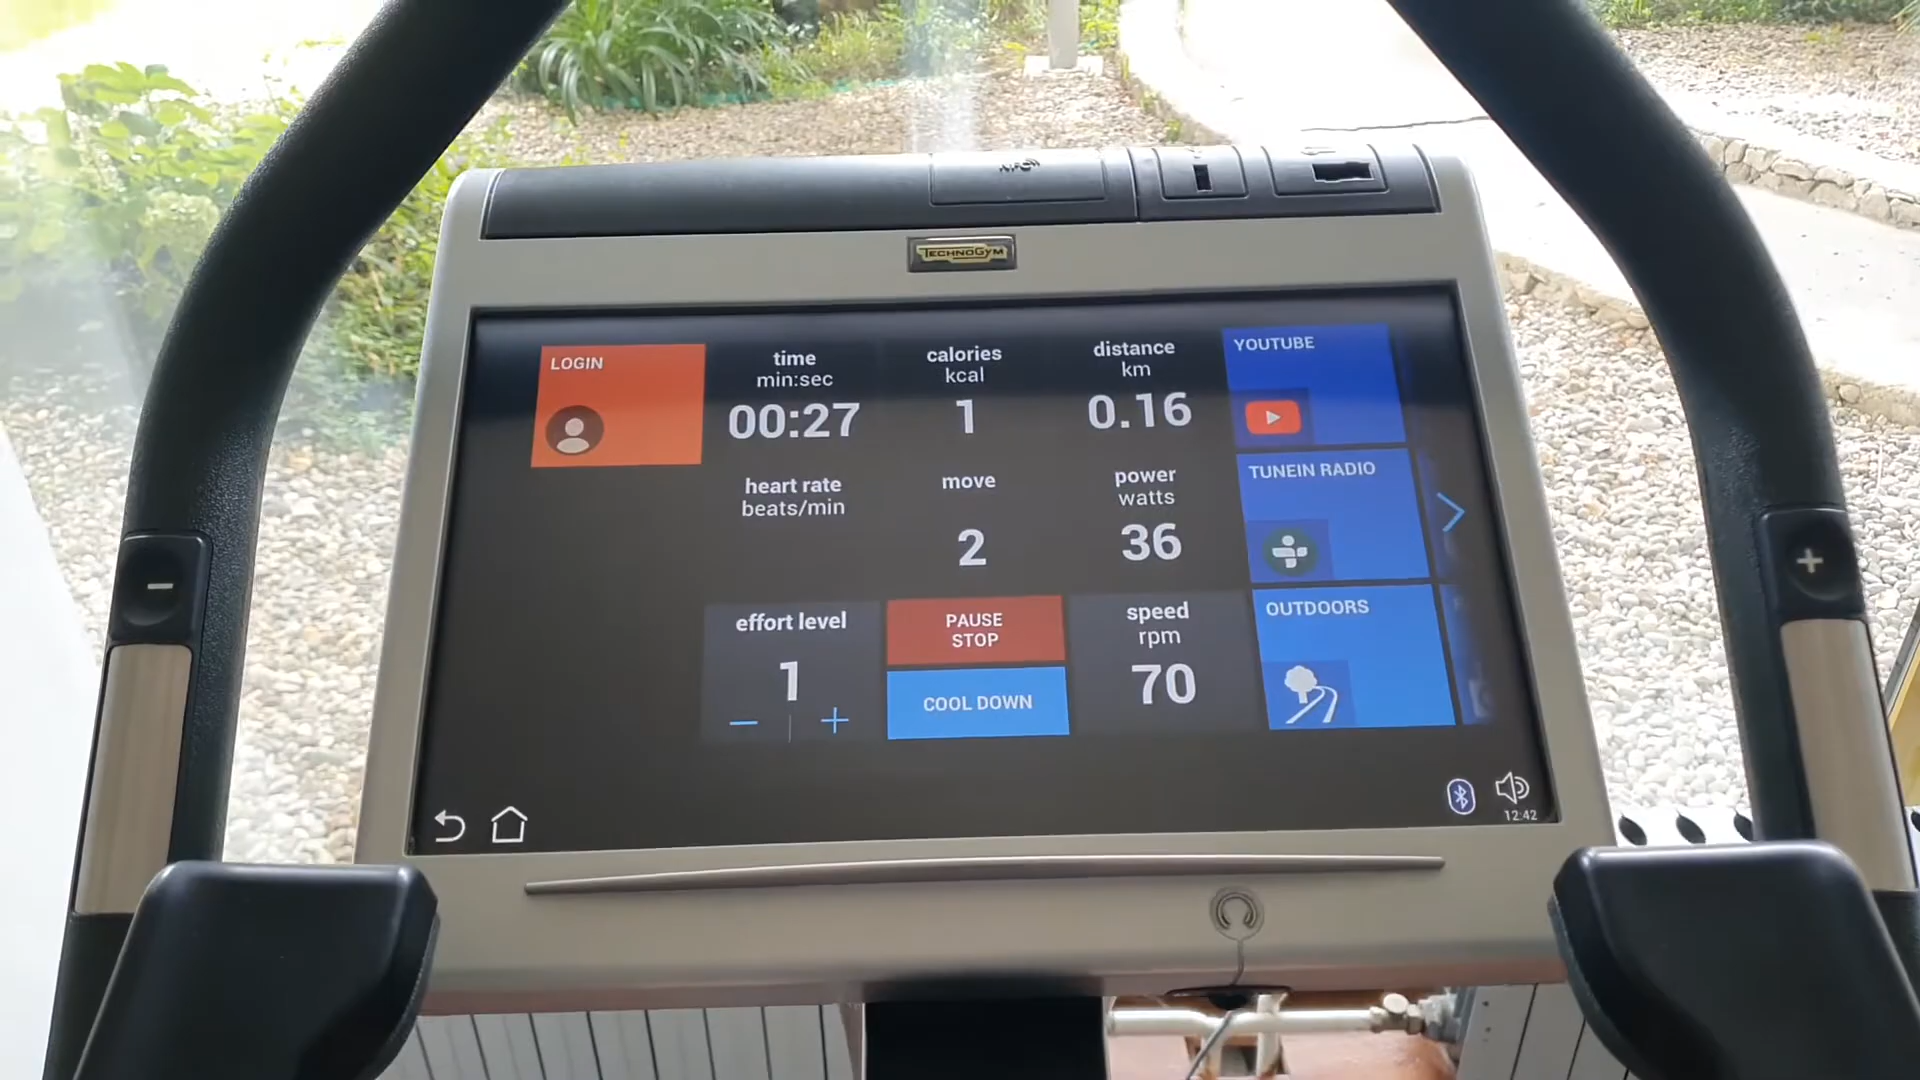 NFC
TECHNOGYM
LOGIN
time
min:sec
00:27
calories
kcal
1
distance
km
0.16
YOUTUBE
heart rate
beats/min
move
2
power
watts
36
TUNEIN RADIO
effort level
1
− +
PAUSE
STOP
COOL DOWN
speed
rpm
70
OUTDOORS
12:42
−
+